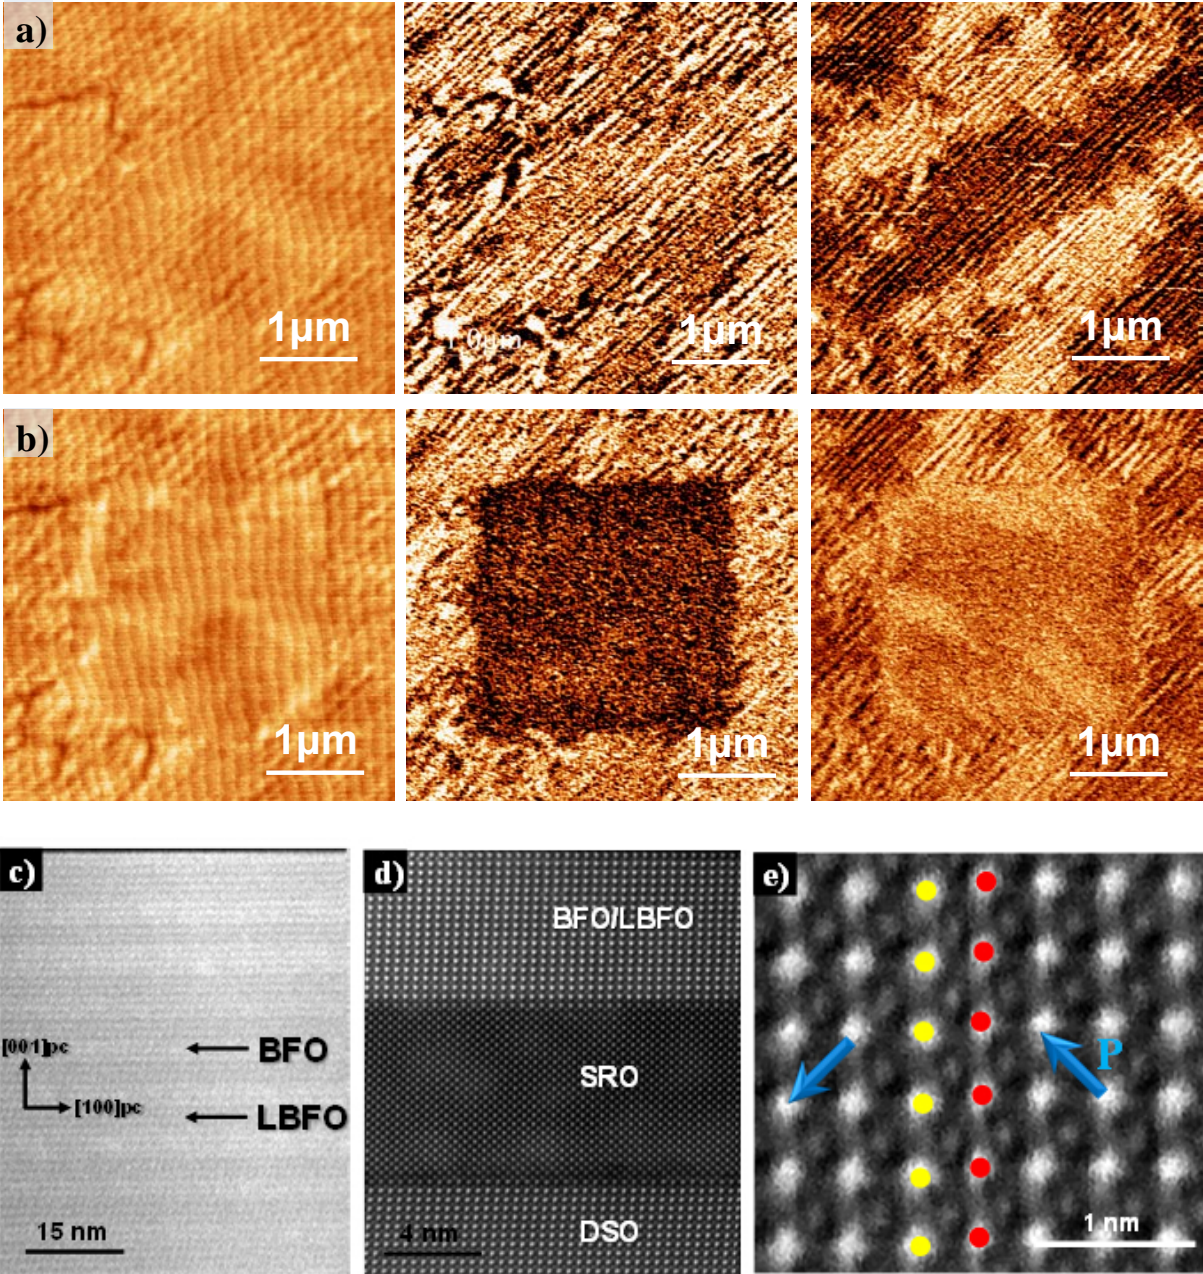 a)
1µm
1µm
1µm
b)
1µm
1µm
1µm
c)
[001]pc
[100]pc
BFO
LBFO
15 nm
d)
BFO/LBFO
SRO
DSO
4 nm
e)
P
1 nm